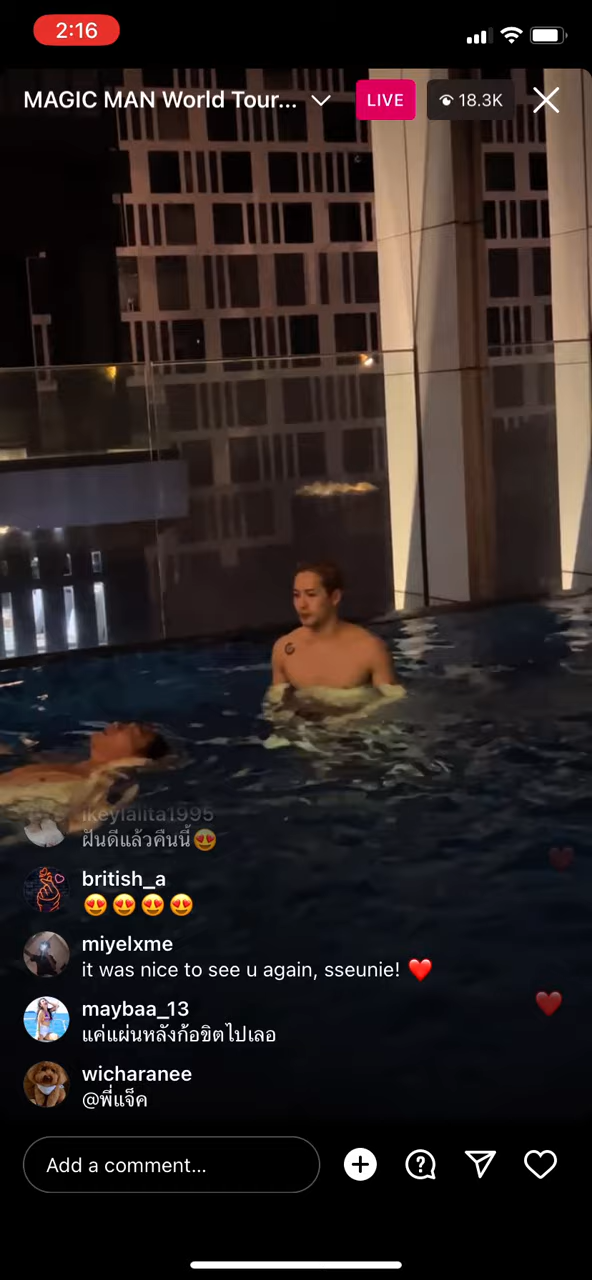 2:16
MAGIC MAN World Tour...
LIVE
18.3K
ikeylalita1995
ฝันดีแล้วคืนนี้😍
british_a
😍😍😍😍
miyelxme
it was nice to see u again, sseunie! ❤️
maybaa_13
แค่แผ่นหลังก้อขิตไปเลอ
wicharanee
@พี่แจ็ค
Add a comment...